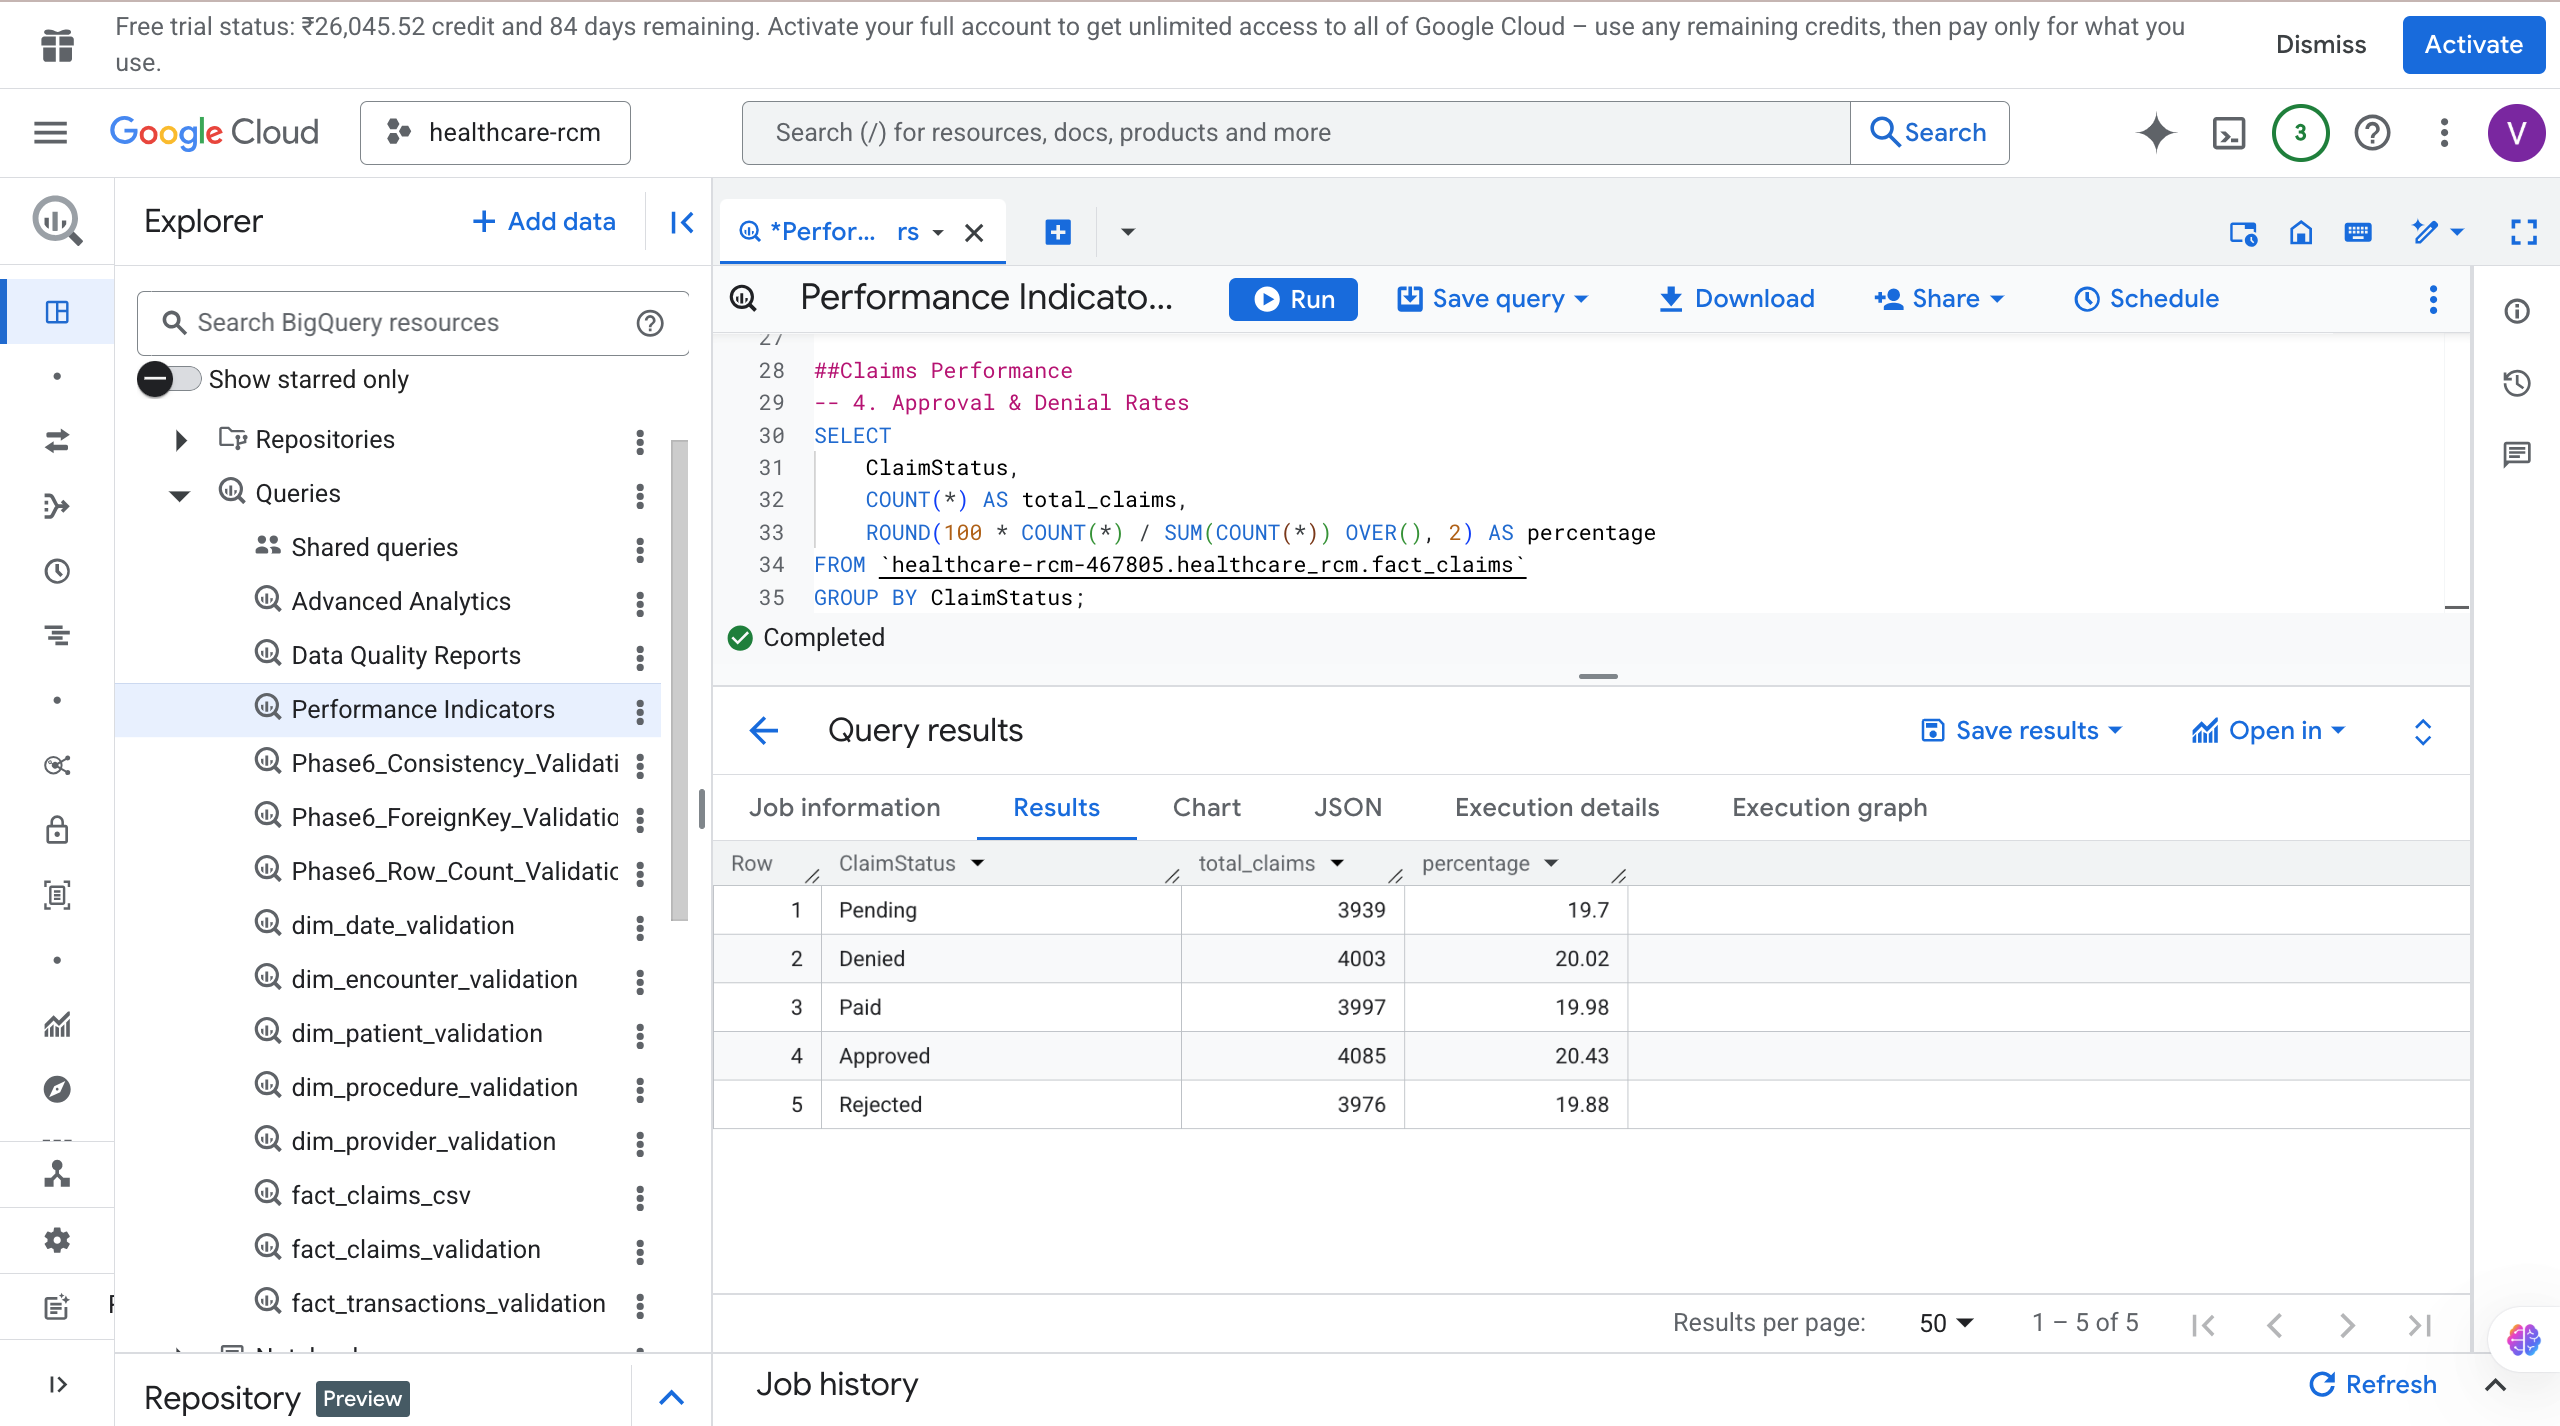 Free trial status: ₹26,045.52 credit and 84 days remaining. Activate your full account to get unlimited access to all of Google Cloud – use any remaining credits, then pay only for what you
use.
Dismiss
Activate
Google Cloud
healthcare-rcm
Search (/) for resources, docs, products and more
Search
3
V
Explorer
+ Add data
*Perfor... rs
Search BigQuery resources
Show starred only
Repositories
Queries
Shared queries
Advanced Analytics
Data Quality Reports
Performance Indicators
Phase6_Consistency_Validati
Phase6_ForeignKey_Validatio
Phase6_Row_Count_Validatic
dim_date_validation
dim_encounter_validation
dim_patient_validation
dim_procedure_validation
dim_provider_validation
fact_claims_csv
fact_claims_validation
fact_transactions_validation
Repository Preview
Performance Indicato...
Run
Save query
Download
Share
Schedule
27
28 ##Claims Performance
29 -- 4. Approval & Denial Rates
30 SELECT
31 ClaimStatus,
32 COUNT(*) AS total_claims,
33 ROUND(100 * COUNT(*) / SUM(COUNT(*)) OVER(), 2) AS percentage
34 FROM `healthcare-rcm-467805.healthcare_rcm.fact_claims`
35 GROUP BY ClaimStatus;
Completed
Query results
Save results
Open in
Job information Results Chart JSON Execution details Execution graph
Row ClaimStatus total_claims percentage
1 Pending 3939 19.7
2 Denied 4003 20.02
3 Paid 3997 19.98
4 Approved 4085 20.43
5 Rejected 3976 19.88
Results per page: 50 1 – 5 of 5
Job history
Refresh